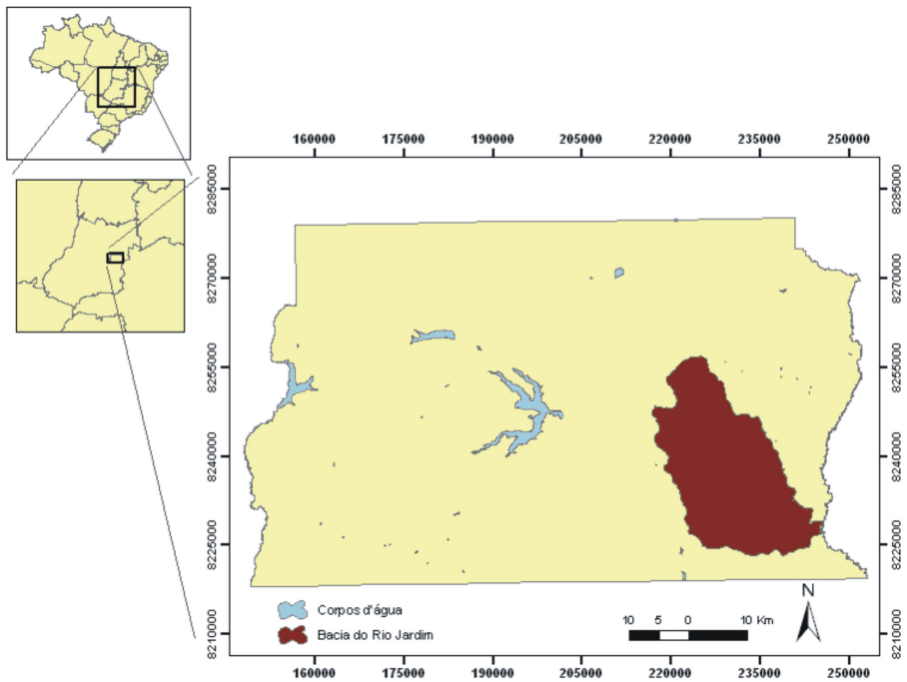 160000 175000 190000 205000 220000 235000 250000
8285000 8285000
8270000 8270000
8255000 8255000
8240000 8240000
8225000 8225000
8210000 8210000
N
Corpos d'água
Bacia do Rio Jardim
10 5 0 10 Km
160000 175000 190000 205000 220000 235000 250000